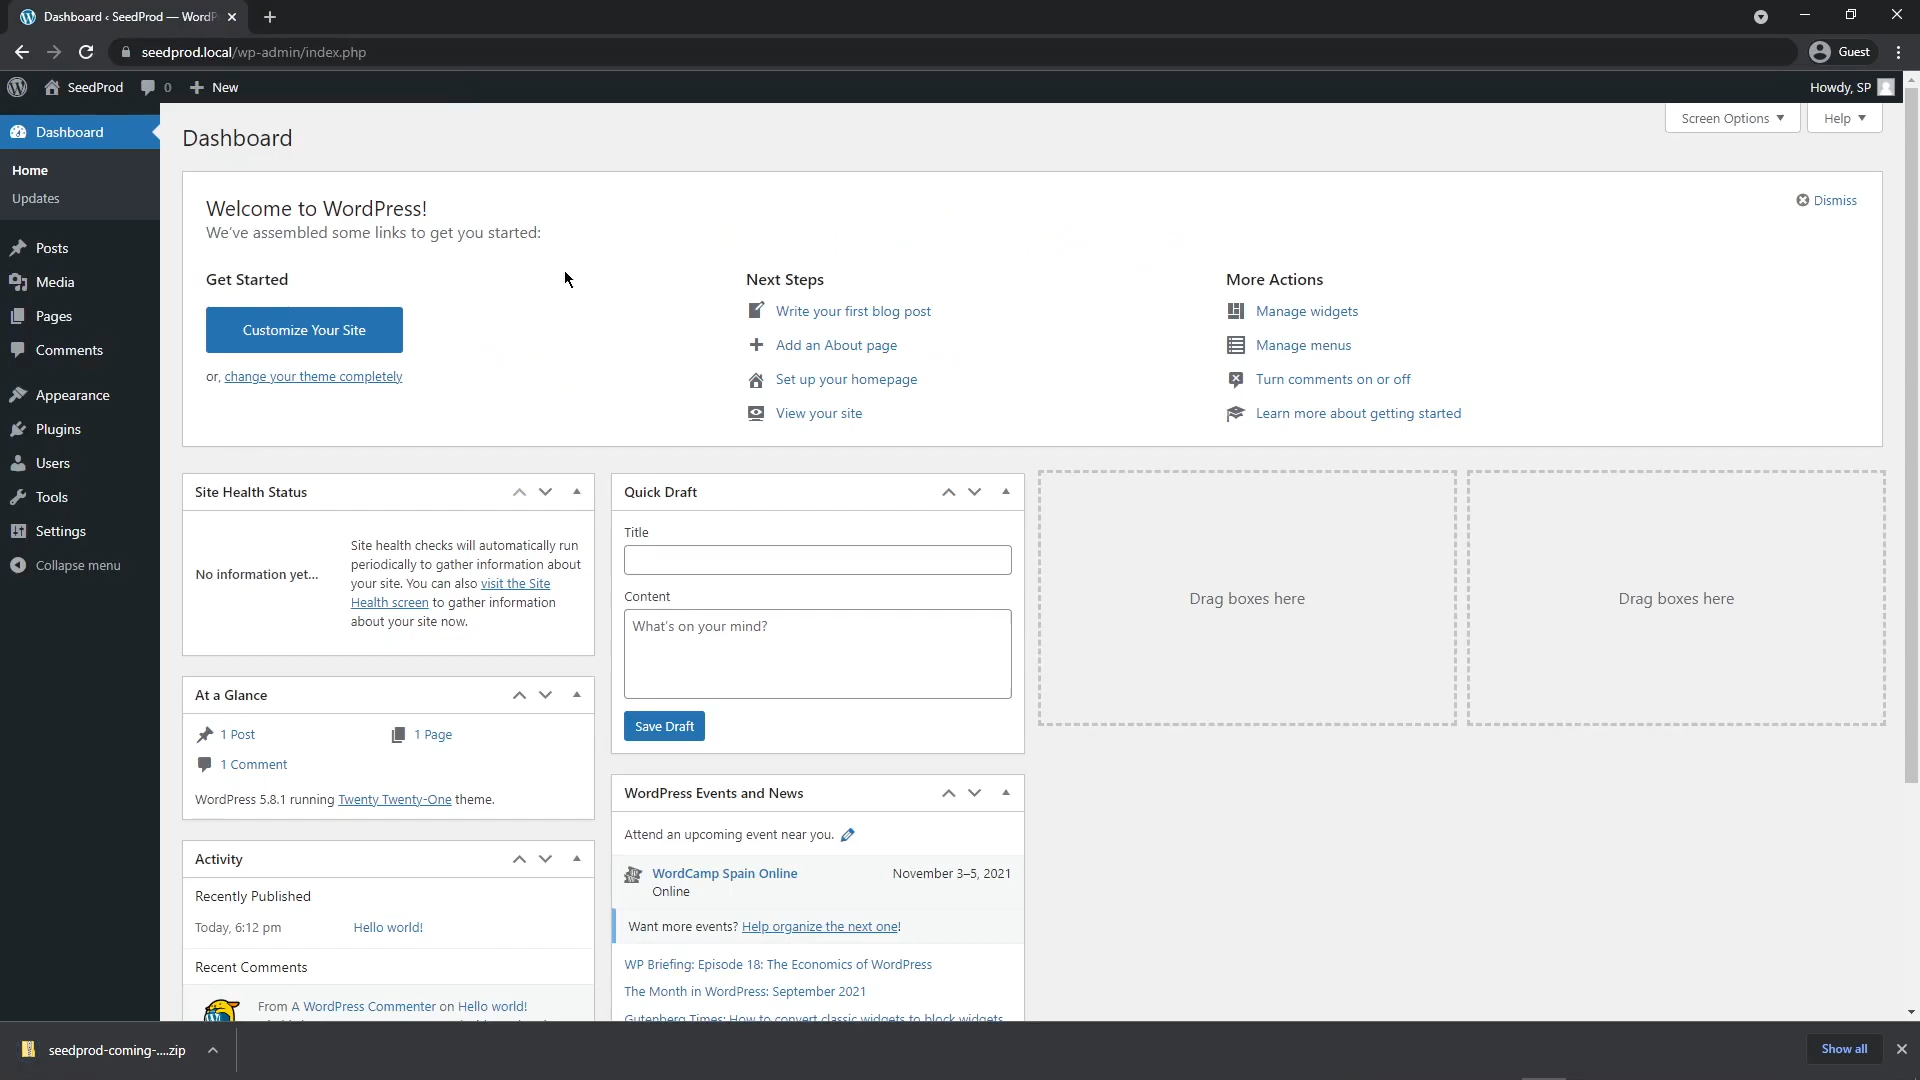 Dashboard ‹ SeedProd — WordP
seedprod.local/wp-admin/index.php
Guest
SeedProd
0
New
Howdy, SP
Dashboard
Home
Updates
Posts
Media
Pages
Comments
Appearance
Plugins
Users
Tools
Settings
Collapse menu
Screen Options
Help
Dashboard
Welcome to WordPress!
Dismiss
We've assembled some links to get you started:
Get Started
Customize Your Site
or, change your theme completely
Next Steps
Write your first blog post
Add an About page
Set up your homepage
View your site
More Actions
Manage widgets
Manage menus
Turn comments on or off
Learn more about getting started
Site Health Status
No information yet...
Site health checks will automatically run
periodically to gather information about
your site. You can also visit the Site
Health screen to gather information
about your site now.
At a Glance
1 Post
1 Page
1 Comment
WordPress 5.8.1 running Twenty Twenty-One theme.
Activity
Recently Published
Today, 6:12 pm
Hello world!
Recent Comments
From A WordPress Commenter on Hello world!
Quick Draft
Title
Content
What's on your mind?
Save Draft
WordPress Events and News
Attend an upcoming event near you.
WordCamp Spain Online
November 3–5, 2021
Online
Want more events? Help organize the next one!
WP Briefing: Episode 18: The Economics of WordPress
The Month in WordPress: September 2021
Gutenberg Times: How to convert classic widgets to block widgets
Drag boxes here
Drag boxes here
seedprod-coming-....zip
Show all